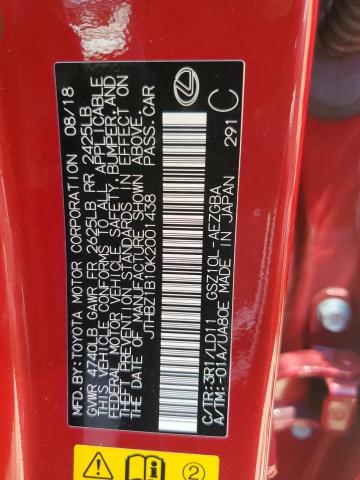 MFD. BY: TOYOTA MOTOR CORPORATION 08/18
GVWR 4740LB GAWR FR 2625LB RR 2425LB
THIS VEHICLE CONFORMS TO ALL APPLICABLE
FEDERAL MOTOR VEHICLE SAFETY, BUMPER, AND
THEFT PREVENTION STANDARDS IN EFFECT ON
THE DATE OF MANUFACTURE SHOWN ABOVE.
JTHBZ1B10K2001438 PASS. CAR
C/TR: 3R1/LD11 GSZ10L-AEZGBA
A/TM: -01A/UA80E MADE IN JAPAN
291 C
2